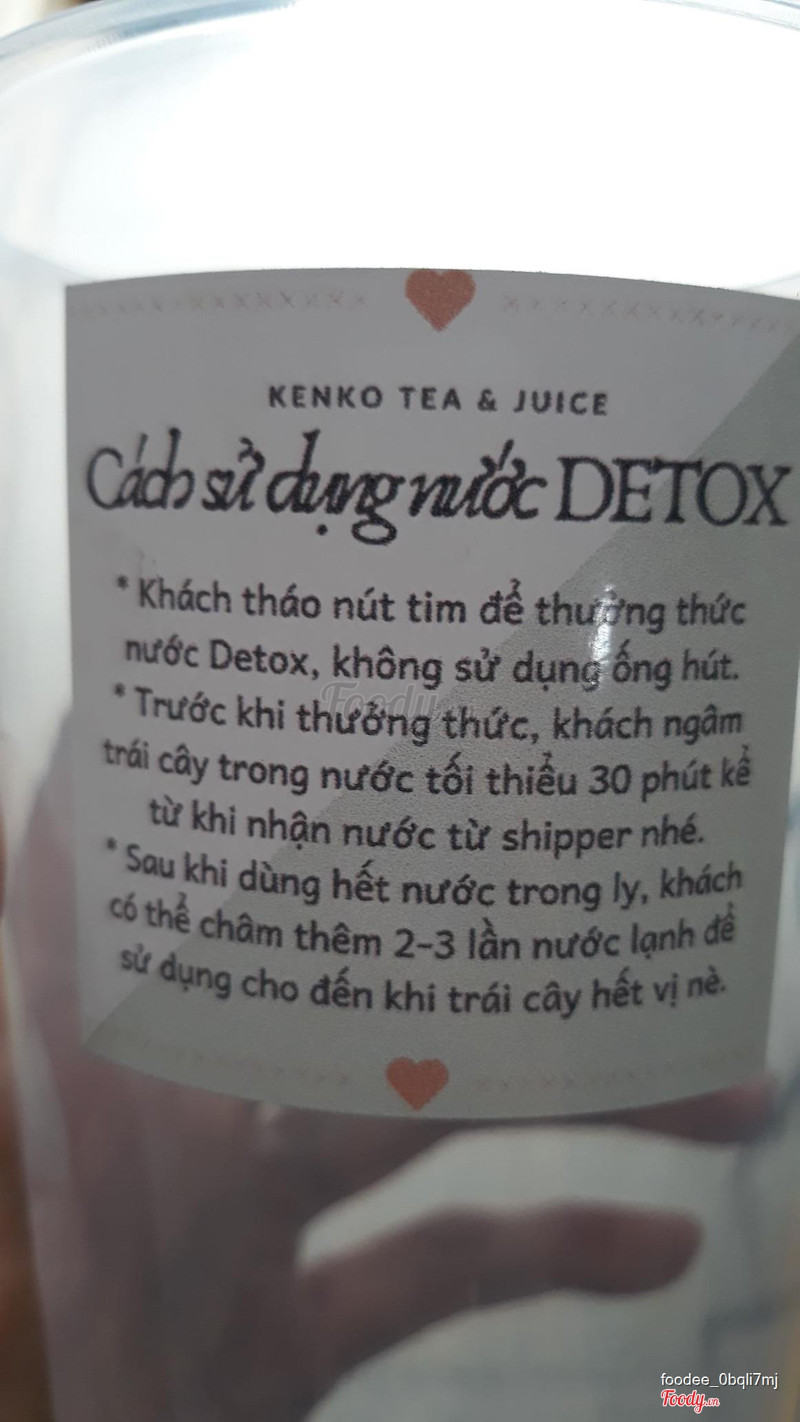 KENKO TEA & JUICE
Cách sử dụng nước DETOX
* Khách tháo nút tim để thưởng thức
nước Detox, không sử dụng ống hút.
Foody
* Trước khi thưởng thức, khách ngâm
trái cây trong nước tối thiểu 30 phút kể
từ khi nhận nước từ shipper nhé.
* Sau khi dùng hết nước trong ly, khách
có thể châm thêm 2-3 lần nước lạnh để
sử dụng cho đến khi trái cây hết vị nè.
foodee_0bqli7mj
Foody.vn